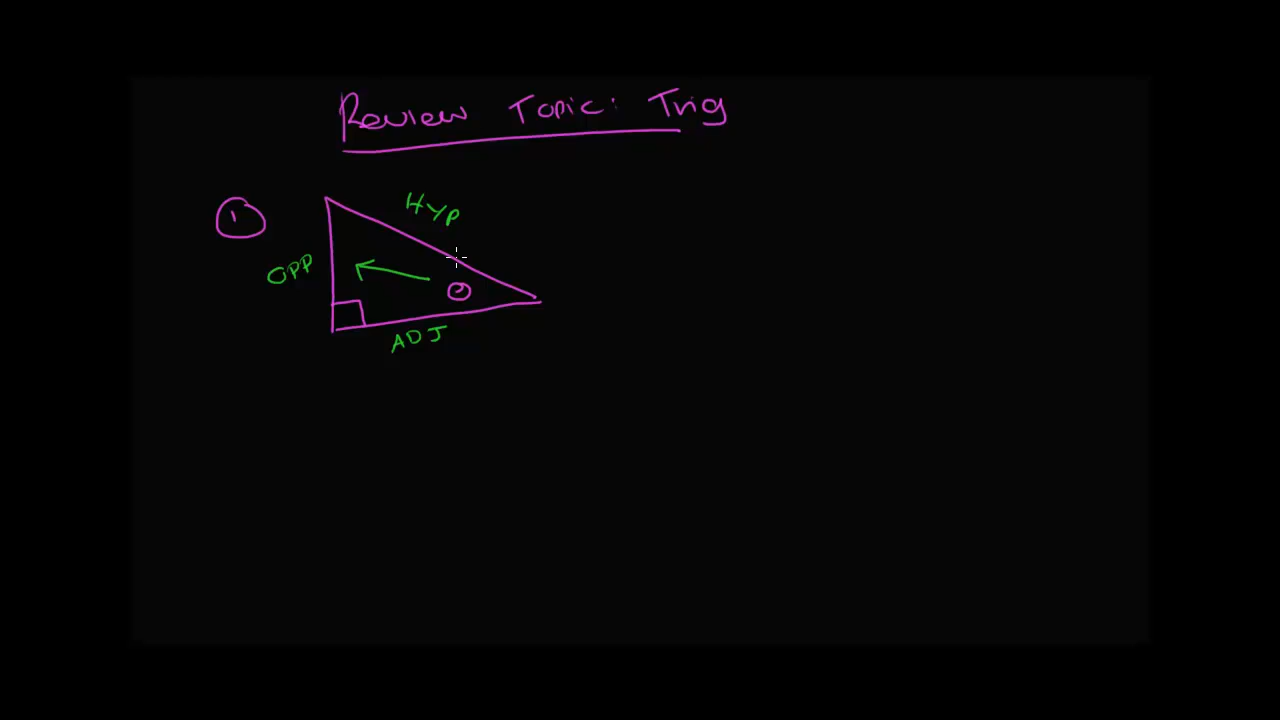 Review Topic: Trig
1
HYP
OPP
θ
ADJ